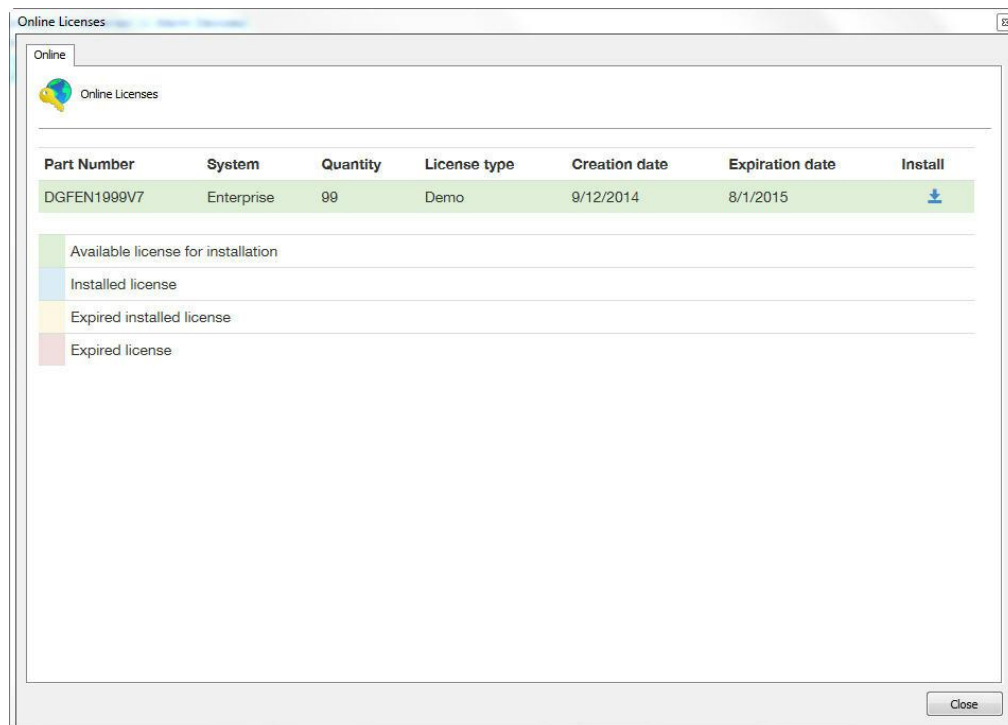 Online Licenses
Online
Online Licenses
Part Number System Quantity License type Creation date Expiration date Install
DGFEN1999V7 Enterprise 99 Demo 9/12/2014 8/1/2015
Available license for installation
Installed license
Expired installed license
Expired license
Close